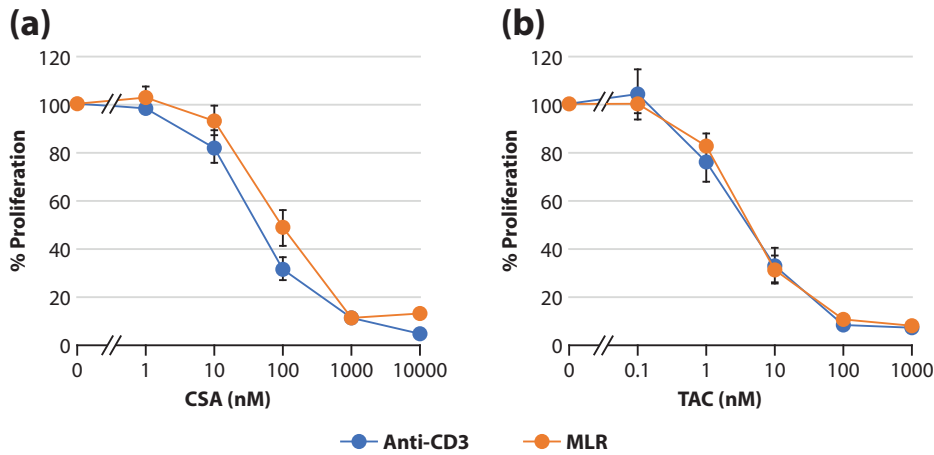 (a)
120
100
80
60
40
20
0
% Proliferation
0 1 10 100 1000 10000
CSA (nM)
(b)
120
100
80
60
40
20
0
% Proliferation
0 0.1 1 10 100 1000
TAC (nM)
Anti-CD3 MLR